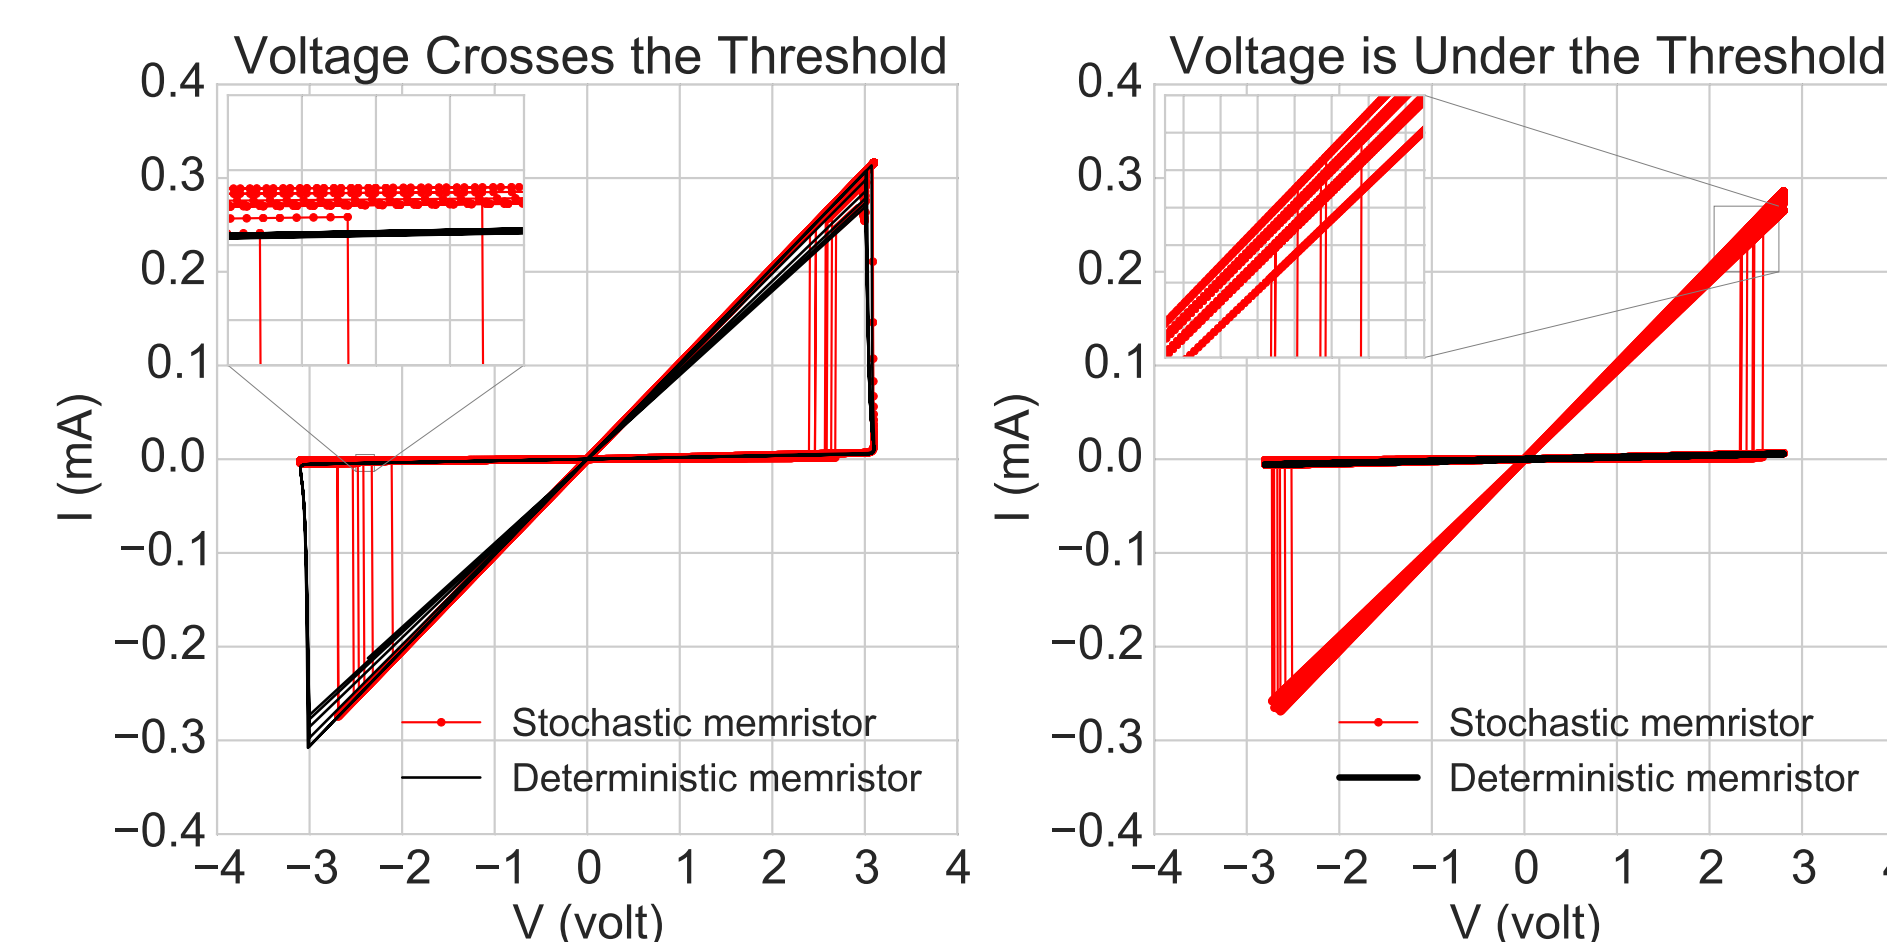 Voltage Crosses the Threshold
0.4
0.3
0.2
0.1
0.0
−0.1
−0.2
−0.3
−0.4
I (mA)
Stochastic memristor
Deterministic memristor
−4 −3 −2 −1 0 1 2 3 4
V (volt)
Voltage is Under the Threshold
0.4
0.3
0.2
0.1
0.0
−0.1
−0.2
−0.3
−0.4
I (mA)
Stochastic memristor
Deterministic memristor
−4 −3 −2 −1 0 1 2 3
V (volt)